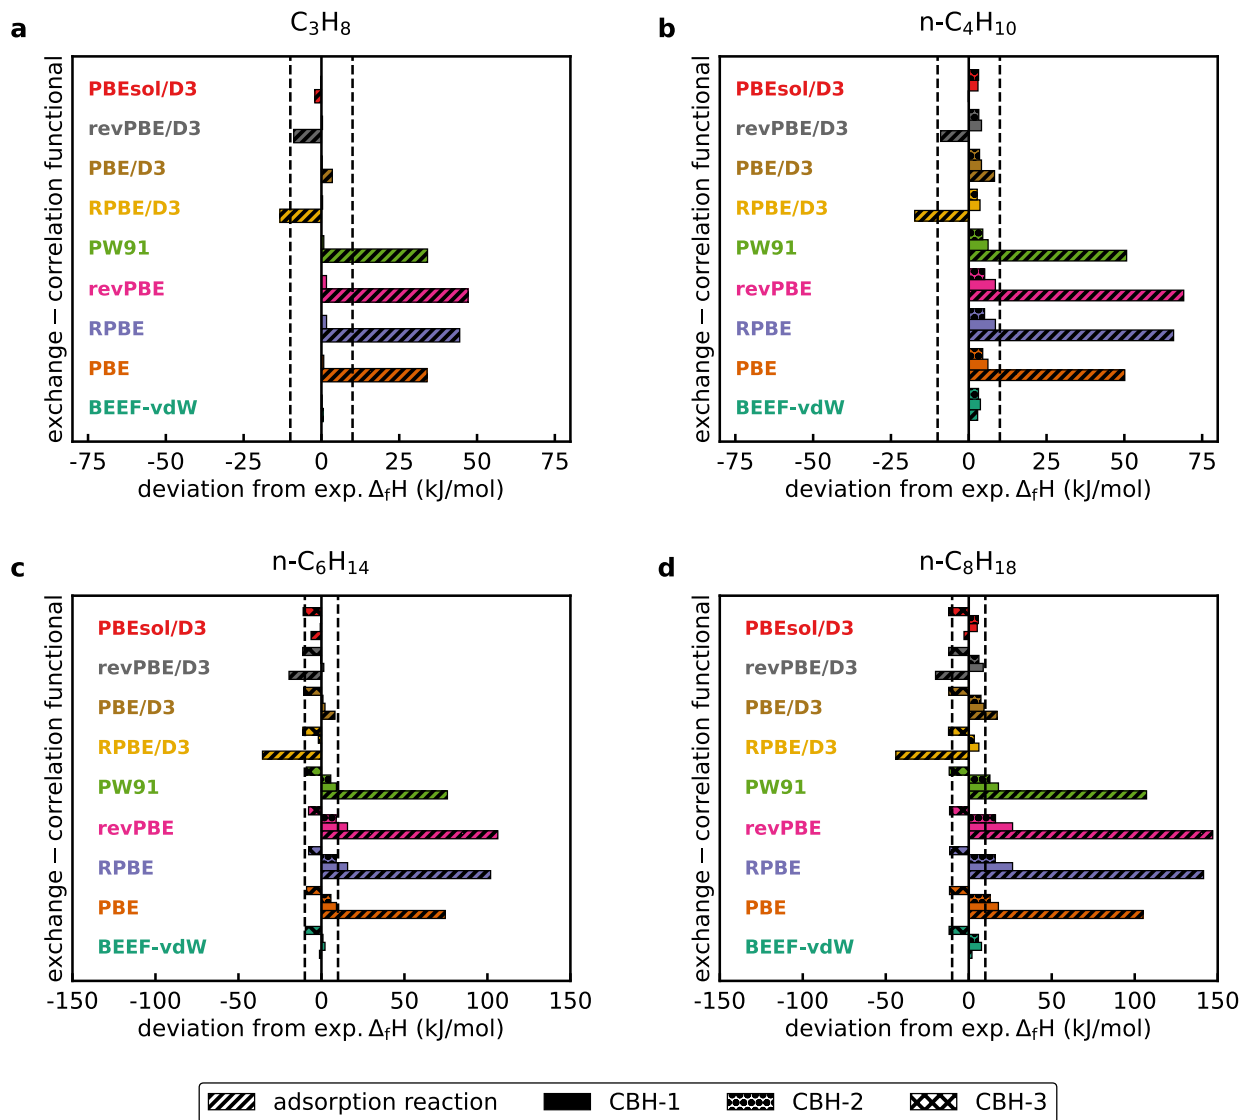 a
C₃H₈
exchange − correlation functional
PBEsol/D3
revPBE/D3
PBE/D3
RPBE/D3
PW91
revPBE
RPBE
PBE
BEEF-vdW
-75 -50 -25 0 25 50 75
deviation from exp. ΔfH (kJ/mol)
b
n-C₄H₁₀
exchange − correlation functional
PBEsol/D3
revPBE/D3
PBE/D3
RPBE/D3
PW91
revPBE
RPBE
PBE
BEEF-vdW
-75 -50 -25 0 25 50 75
deviation from exp. ΔfH (kJ/mol)
c
n-C₆H₁₄
exchange − correlation functional
PBEsol/D3
revPBE/D3
PBE/D3
RPBE/D3
PW91
revPBE
RPBE
PBE
BEEF-vdW
-150 -100 -50 0 50 100 150
deviation from exp. ΔfH (kJ/mol)
d
n-C₈H₁₈
exchange − correlation functional
PBEsol/D3
revPBE/D3
PBE/D3
RPBE/D3
PW91
revPBE
RPBE
PBE
BEEF-vdW
-150 -100 -50 0 50 100 150
deviation from exp. ΔfH (kJ/mol)
adsorption reaction CBH-1 CBH-2 CBH-3